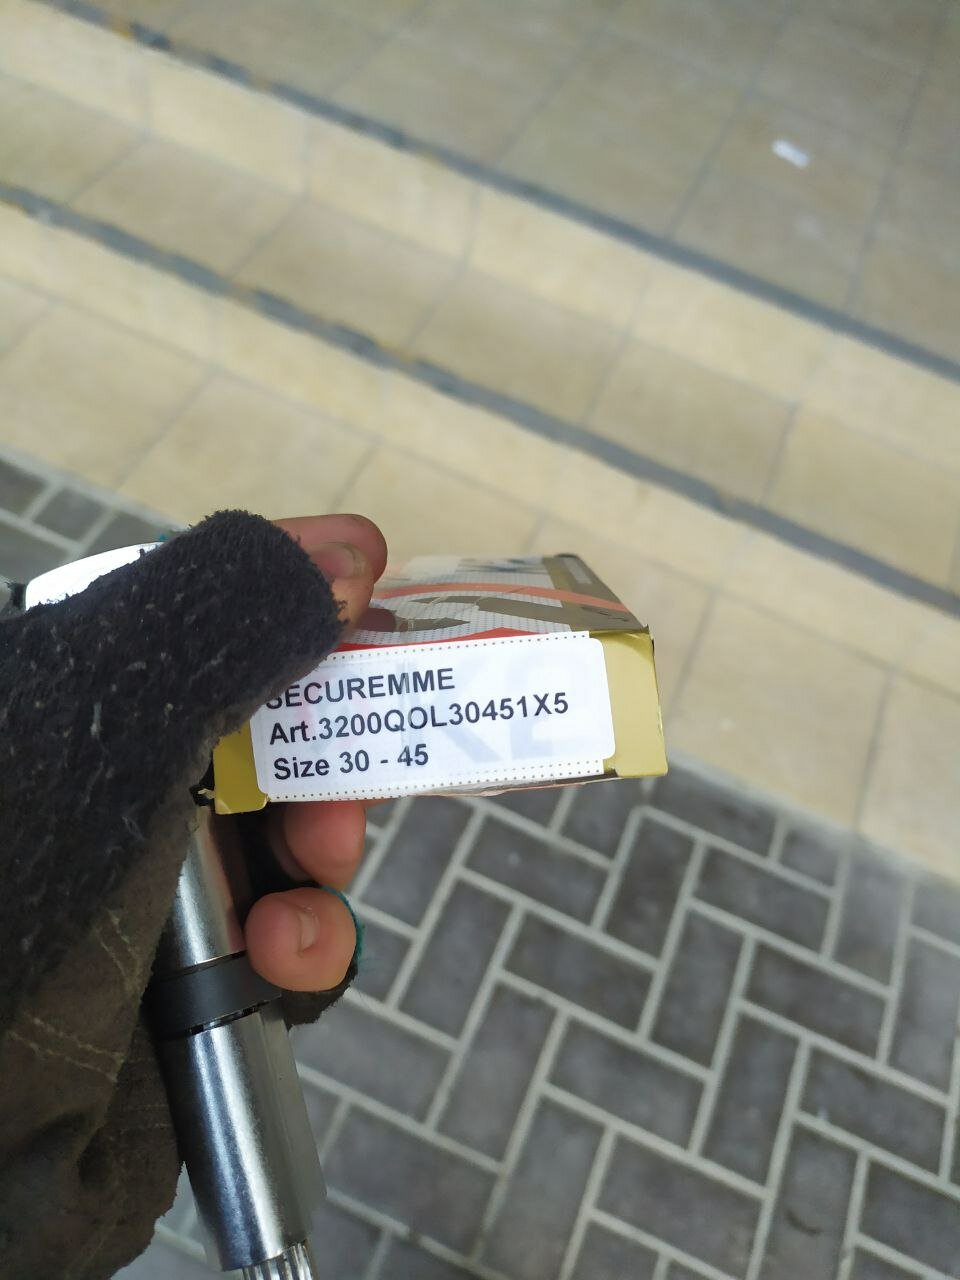 SECUREMME
Art.3200QOL30451X5
Size 30 - 45